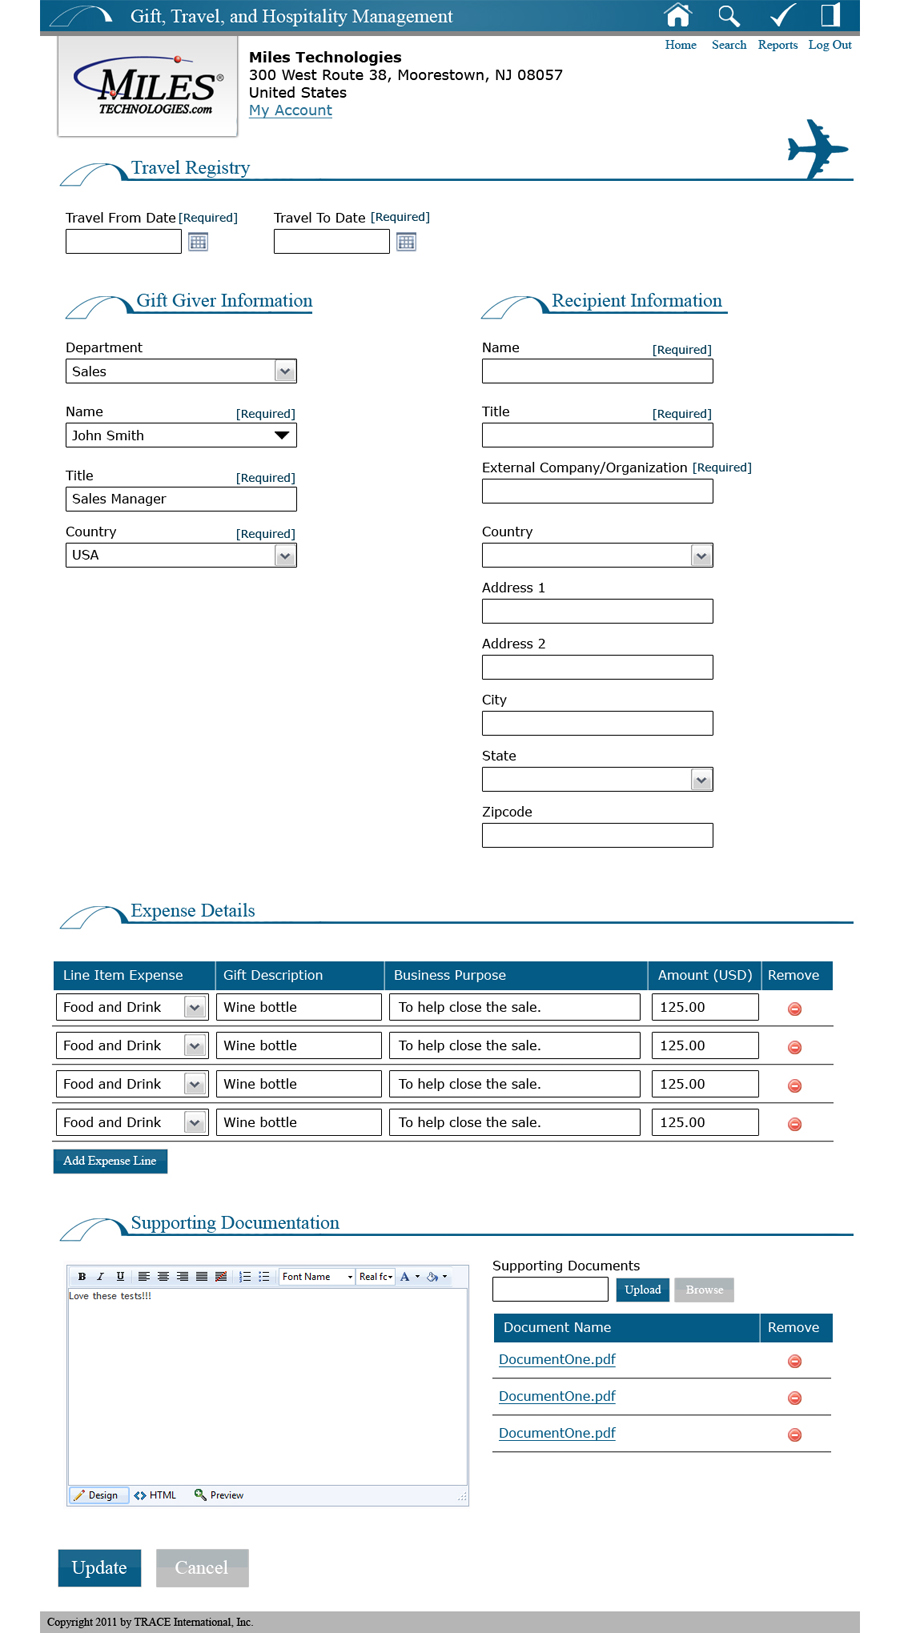 Gift, Travel, and Hospitality Management
Home Search Reports Log Out
MILES®
TECHNOLOGIES.com
Miles Technologies
300 West Route 38, Moorestown, NJ 08057
United States
My Account
Travel Registry
Travel From Date [Required] Travel To Date [Required]
Gift Giver Information
Department
Sales
Name [Required]
John Smith
Title [Required]
Sales Manager
Country [Required]
USA
Recipient Information
Name [Required]
Title [Required]
External Company/Organization [Required]
Country
Address 1
Address 2
City
State
Zipcode
Expense Details
Line Item Expense Gift Description Business Purpose Amount (USD) Remove
Food and Drink Wine bottle To help close the sale. 125.00
Food and Drink Wine bottle To help close the sale. 125.00
Food and Drink Wine bottle To help close the sale. 125.00
Food and Drink Wine bottle To help close the sale. 125.00
Add Expense Line
Supporting Documentation
B I U Font Name Real fc A
Love these tests!!!
Design HTML Preview
Supporting Documents
Upload Browse
Document Name Remove
DocumentOne.pdf
DocumentOne.pdf
DocumentOne.pdf
Update Cancel
Copyright 2011 by TRACE International, Inc.